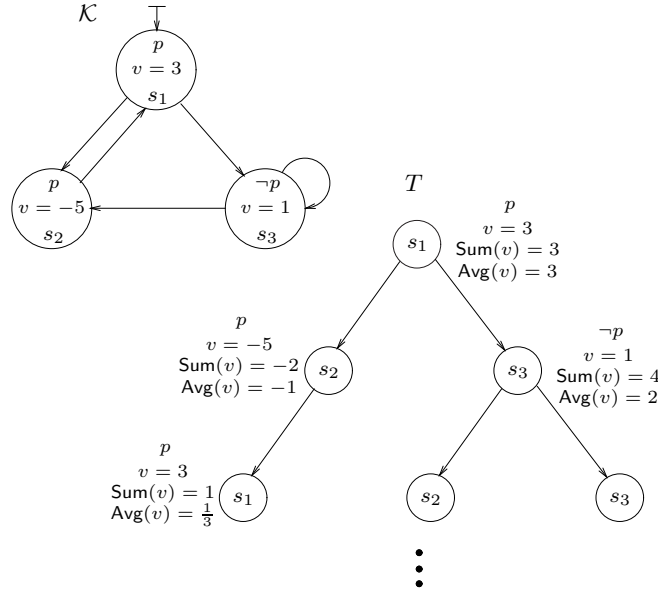 𝒦
p
v = 3
s₁
p
v = −5
s₂
¬p
v = 1
s₃
T
s₁
p
v = 3
Sum(v) = 3
Avg(v) = 3
p
v = −5
Sum(v) = −2
Avg(v) = −1
s₂
s₃
¬p
v = 1
Sum(v) = 4
Avg(v) = 2
p
v = 3
Sum(v) = 1
Avg(v) = 1/3
s₁
s₂
s₃